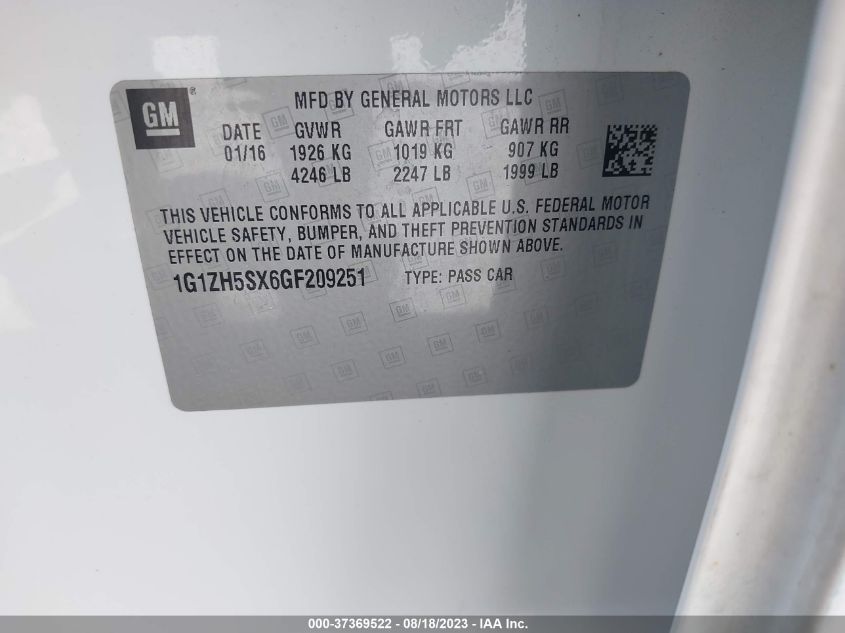 GM ®
MFD BY GENERAL MOTORS LLC
DATE GVWR GAWR FRT GAWR RR
01/16 1926 KG 1019 KG 907 KG
4246 LB 2247 LB 1999 LB
THIS VEHICLE CONFORMS TO ALL APPLICABLE U.S. FEDERAL MOTOR
VEHICLE SAFETY, BUMPER, AND THEFT PREVENTION STANDARDS IN
EFFECT ON THE DATE OF MANUFACTURE SHOWN ABOVE.
1G1ZH5SX6GF209251 TYPE: PASS CAR
000-37369522 — 08/18/2023 — IAA Inc.